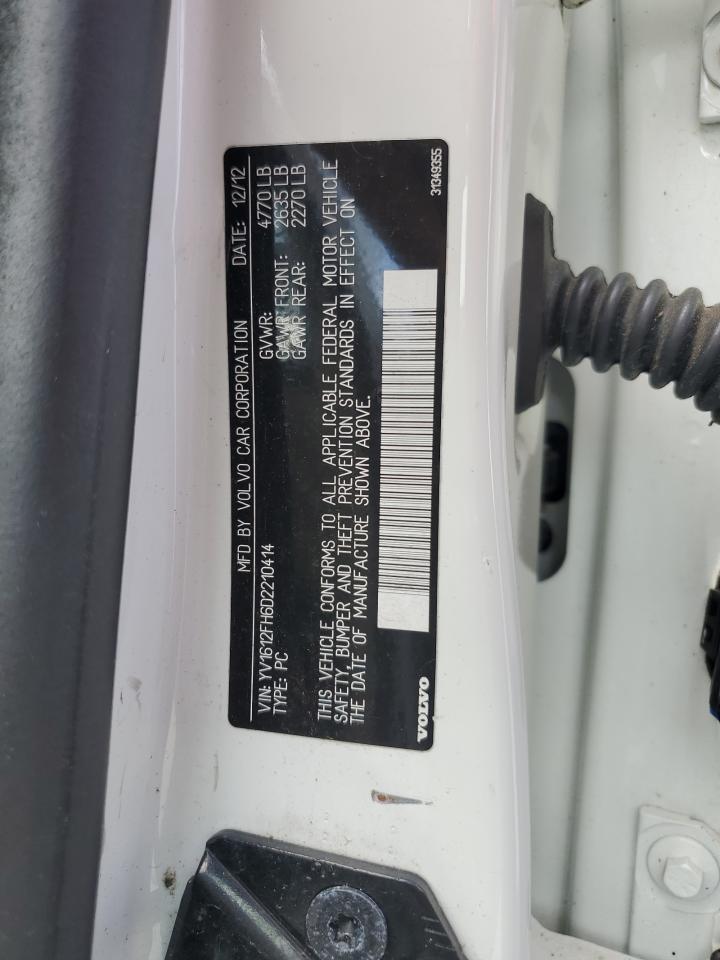 MFD BY VOLVO CAR CORPORATION DATE: 12/12
VIN: YV1612FH6D2210414 GVWR: 4770 LB
TYPE: PC GAWR FRONT: 2635 LB
GAWR REAR: 2270 LB
THIS VEHICLE CONFORMS TO ALL APPLICABLE FEDERAL MOTOR VEHICLE
SAFETY, BUMPER AND THEFT PREVENTION STANDARDS IN EFFECT ON
THE DATE OF MANUFACTURE SHOWN ABOVE.
VOLVO 31349355